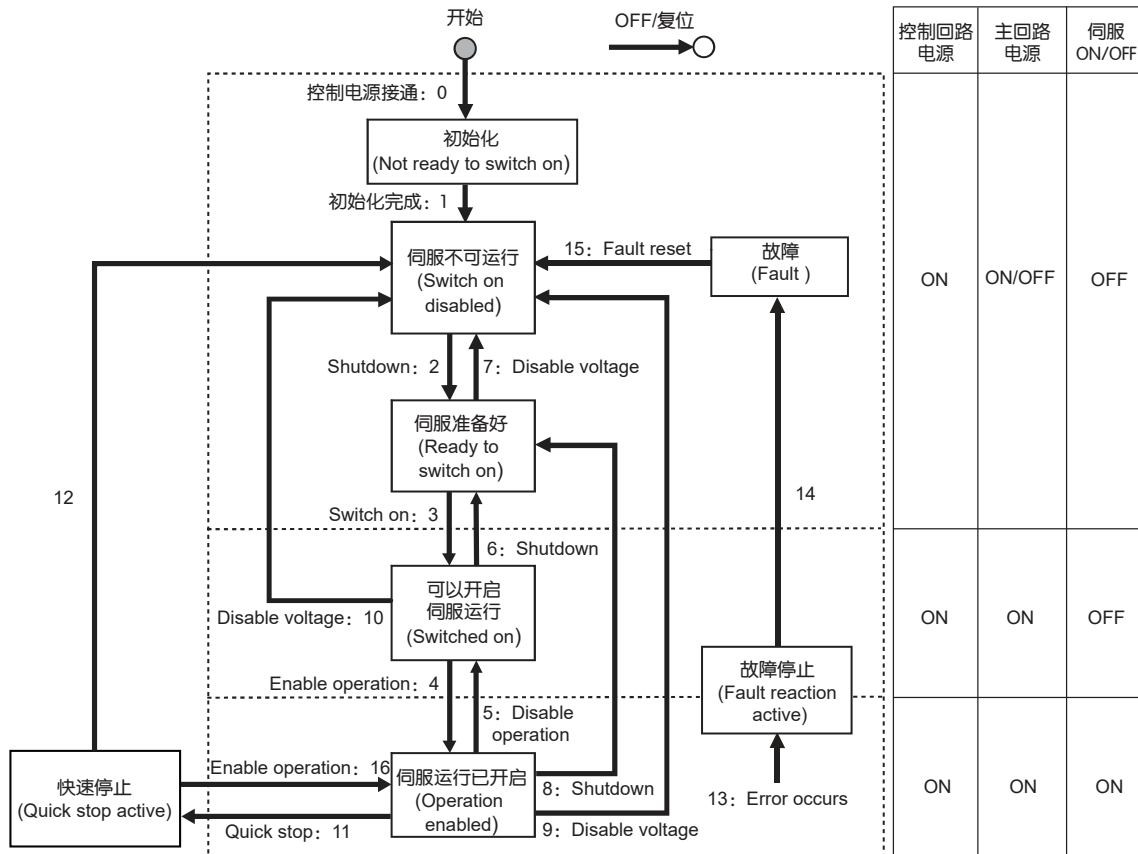 开始
OFF/复位
控制回路
电源
主回路
电源
伺服
ON/OFF
控制电源接通：0
初始化
(Not ready to switch on)
初始化完成：1
伺服不可运行
(Switch on
disabled)
15：Fault reset
故障
(Fault )
ON
ON/OFF
OFF
Shutdown：2
7：Disable voltage
伺服准备好
(Ready to
switch on)
12
14
Switch on：3
6：Shutdown
可以开启
伺服运行
(Switched on)
Disable voltage：10
ON
ON
OFF
故障停止
(Fault reaction
active)
Enable operation：4
5：Disable
operation
快速停止
(Quick stop active)
Enable operation：16
伺服运行已开启
(Operation
enabled)
8：Shutdown
13：Error occurs
ON
ON
ON
Quick stop：11
9：Disable voltage